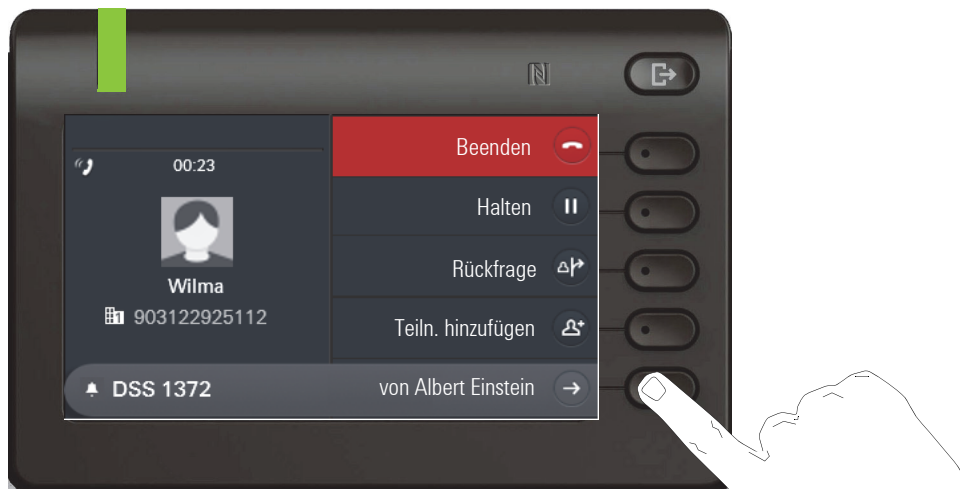 00:23
Wilma
903122925112
Beenden
Halten
Rückfrage
Teiln. hinzufügen
DSS 1372 von Albert Einstein